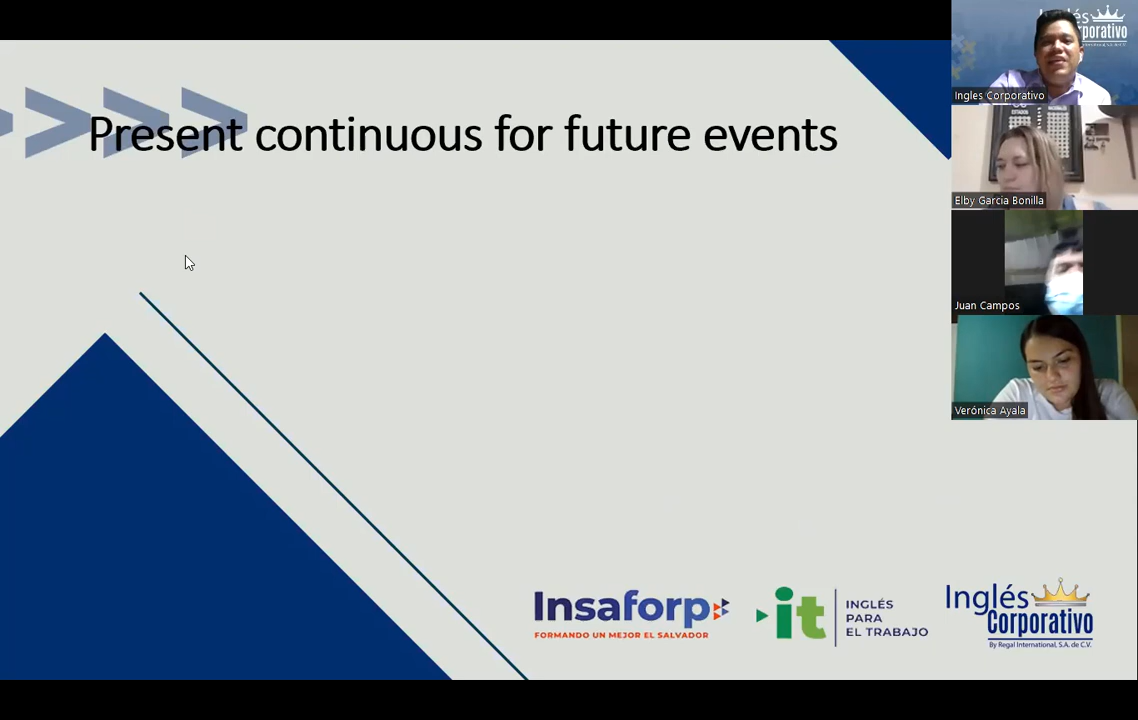 Present continuous for future events
Insaforp
FORMANDO UN MEJOR EL SALVADOR
it
INGLÉS
PARA
EL TRABAJO
Inglés
Corporativo
By Regal International, S.A. de C.V.
Ingles Corporativo
Elby Garcia Bonilla
Juan Campos
Verónica Ayala